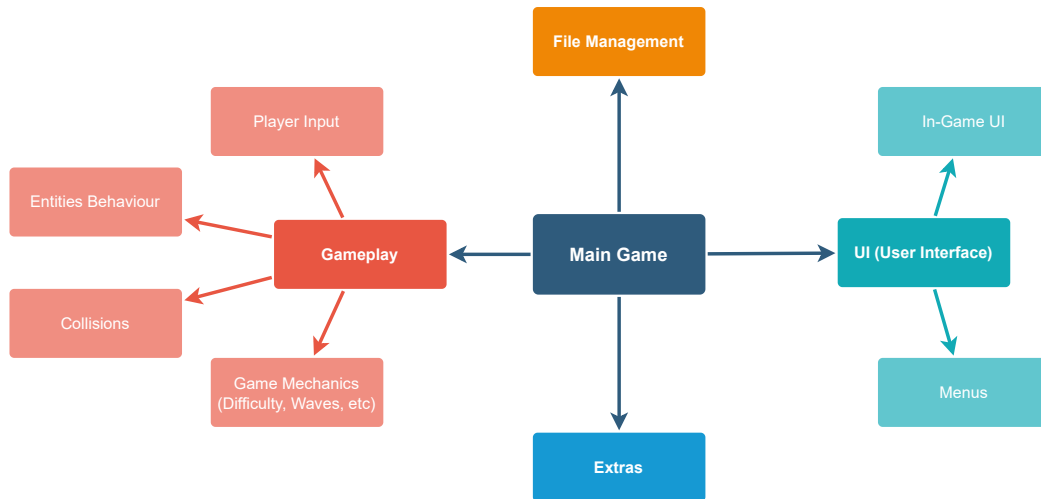 File Management
Player Input
In-Game UI
Entities Behaviour
Gameplay
Main Game
UI (User Interface)
Collisions
Game Mechanics
(Difficulty, Waves, etc)
Menus
Extras